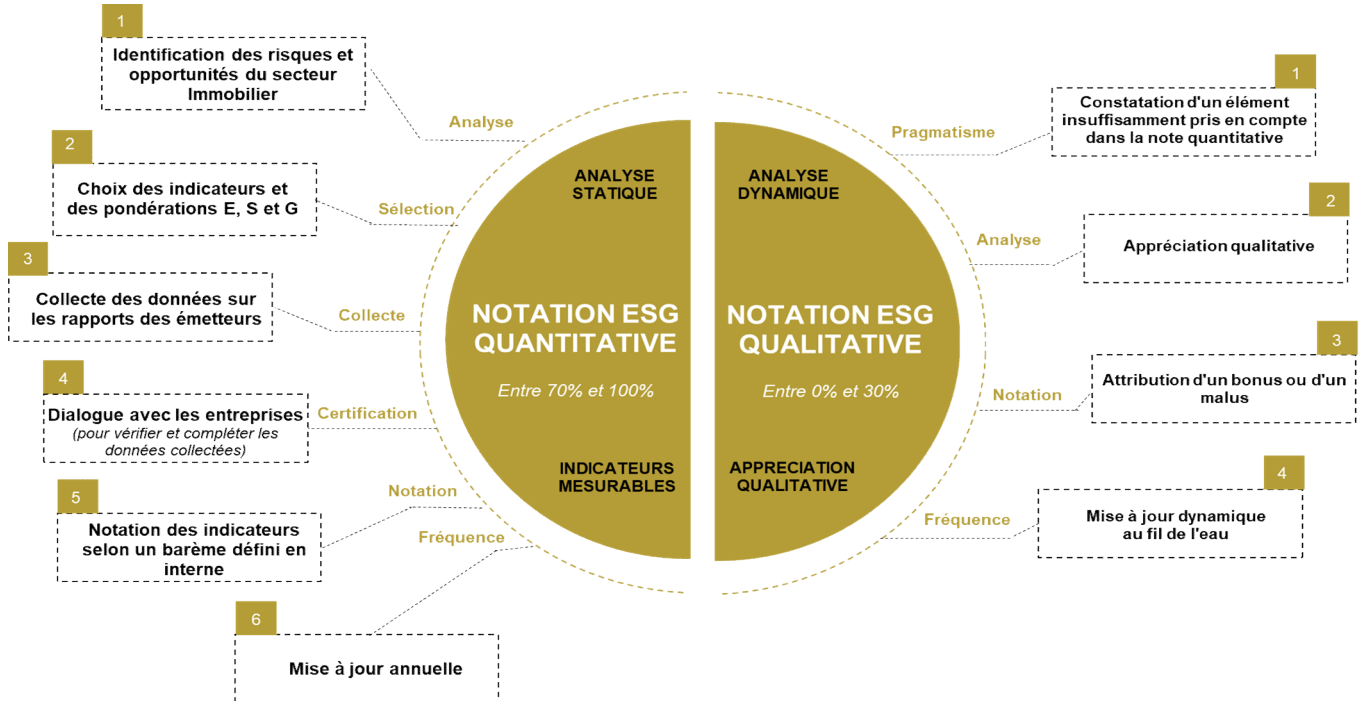 1
Identification des risques et
opportunités du secteur
Immobilier
Analyse
2
Choix des indicateurs et
des pondérations E, S et G
Sélection
3
Collecte des données sur
les rapports des émetteurs
Collecte
4
Dialogue avec les entreprises
(pour vérifier et compléter les
données collectées)
Certification
5
Notation des indicateurs
selon un barème défini en
interne
Notation
6
Mise à jour annuelle
Fréquence
ANALYSE
STATIQUE
NOTATION ESG
QUANTITATIVE
Entre 70% et 100%
INDICATEURS
MESURABLES
ANALYSE
DYNAMIQUE
NOTATION ESG
QUALITATIVE
Entre 0% et 30%
APPRECIATION
QUALITATIVE
Pragmatisme
1
Constatation d'un élément
insuffisamment pris en compte
dans la note quantitative
Analyse
2
Appréciation qualitative
Notation
3
Attribution d'un bonus ou d'un
malus
Fréquence
4
Mise à jour dynamique
au fil de l'eau